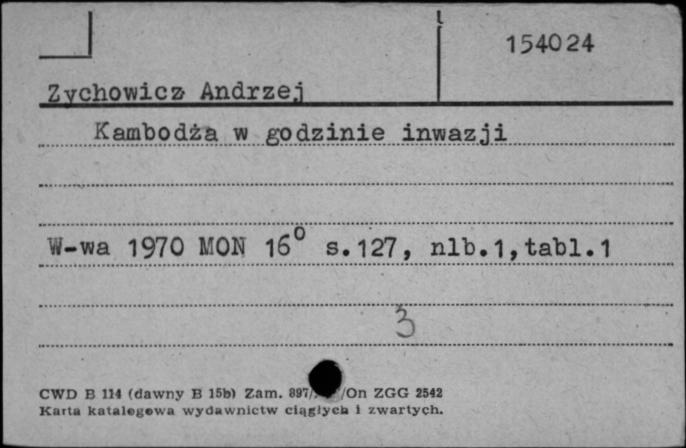 154024
Zychowicz Andrzej
Kambodża w godzinie inwazji
W-wa 1970 MON 16⁰ s.127, nlb.1, tabl.1
3
CWD B 114 (dawny B 15b) Zam. 897/ /On ZGG 2542
Karta katalogowa wydawnictw ciągłych i zwartych.